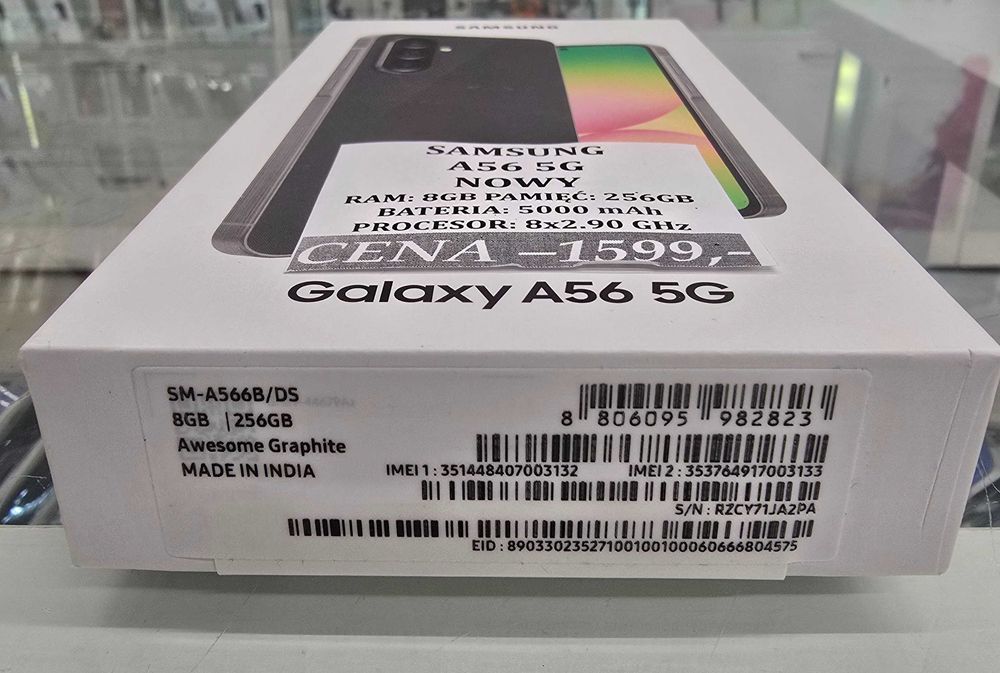 SAMSUNG
SAMSUNG
A56 5G
NOWY
RAM: 8GB PAMIĘĆ: 256GB
BATERIA: 5000 mAh
PROCESOR: 8x2.90 GHz
CENA -1599,-
Galaxy A56 5G
SM-A566B/DS
8GB | 256GB
Awesome Graphite
MADE IN INDIA
8 806095 982823
IMEI 1 : 351448407003132 IMEI 2 : 353764917003133
S/N : RZCY71JA2PA
EID : 89033023527100100100060666804575